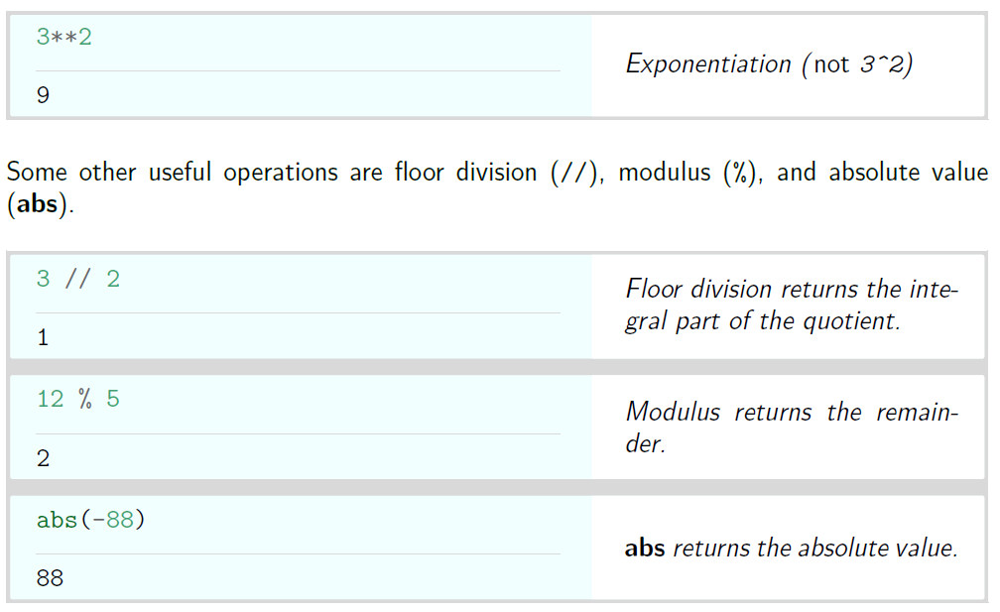 3**2
9
Exponentiation (not 3^2)
Some other useful operations are floor division (//), modulus (%), and absolute value
(abs).
3 // 2
1
Floor division returns the inte-
gral part of the quotient.
12 % 5
2
Modulus returns the remain-
der.
abs(-88)
88
abs returns the absolute value.